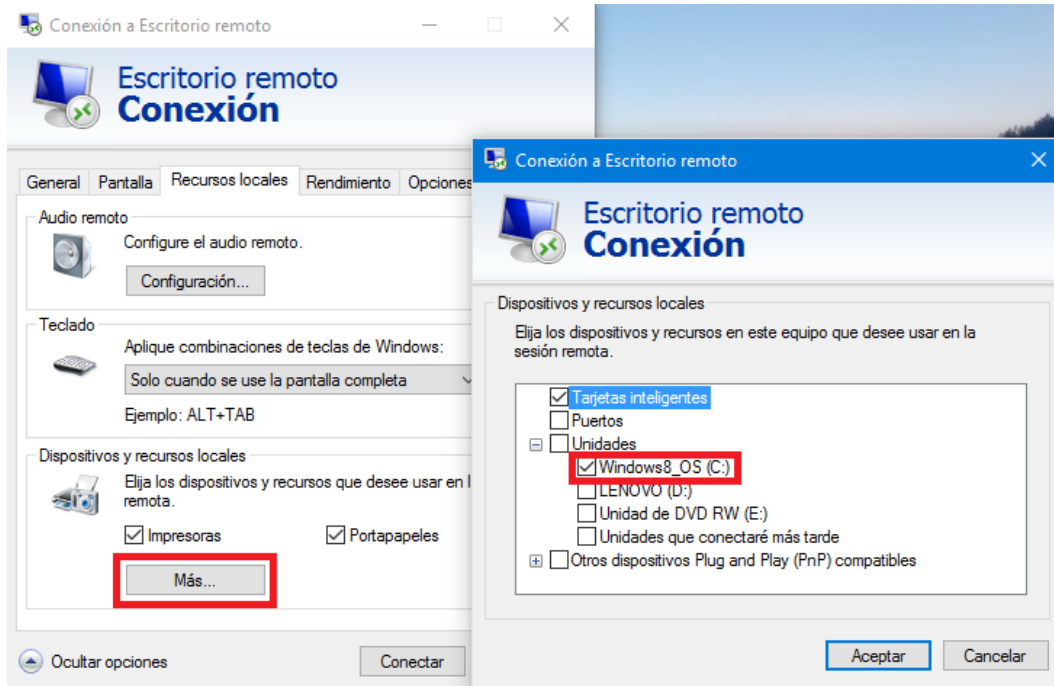 Conexión a Escritorio remoto
Escritorio remoto
Conexión
General Pantalla Recursos locales Rendimiento Opciones
Audio remoto
Configure el audio remoto.
Configuración...
Teclado
Aplique combinaciones de teclas de Windows:
Solo cuando se use la pantalla completa
Ejemplo: ALT+TAB
Dispositivos y recursos locales
Elija los dispositivos y recursos que desee usar en
remota.
Impresoras Portapapeles
Más...
Ocultar opciones Conectar
Conexión a Escritorio remoto
Escritorio remoto
Conexión
Dispositivos y recursos locales
Elija los dispositivos y recursos en este equipo que desee usar en la
sesión remota.
Tarjetas inteligentes
Puertos
Unidades
Windows8_OS (C:)
LENOVO (D:)
Unidad de DVD RW (E:)
Unidades que conectaré más tarde
Otros dispositivos Plug and Play (PnP) compatibles
Aceptar Cancelar